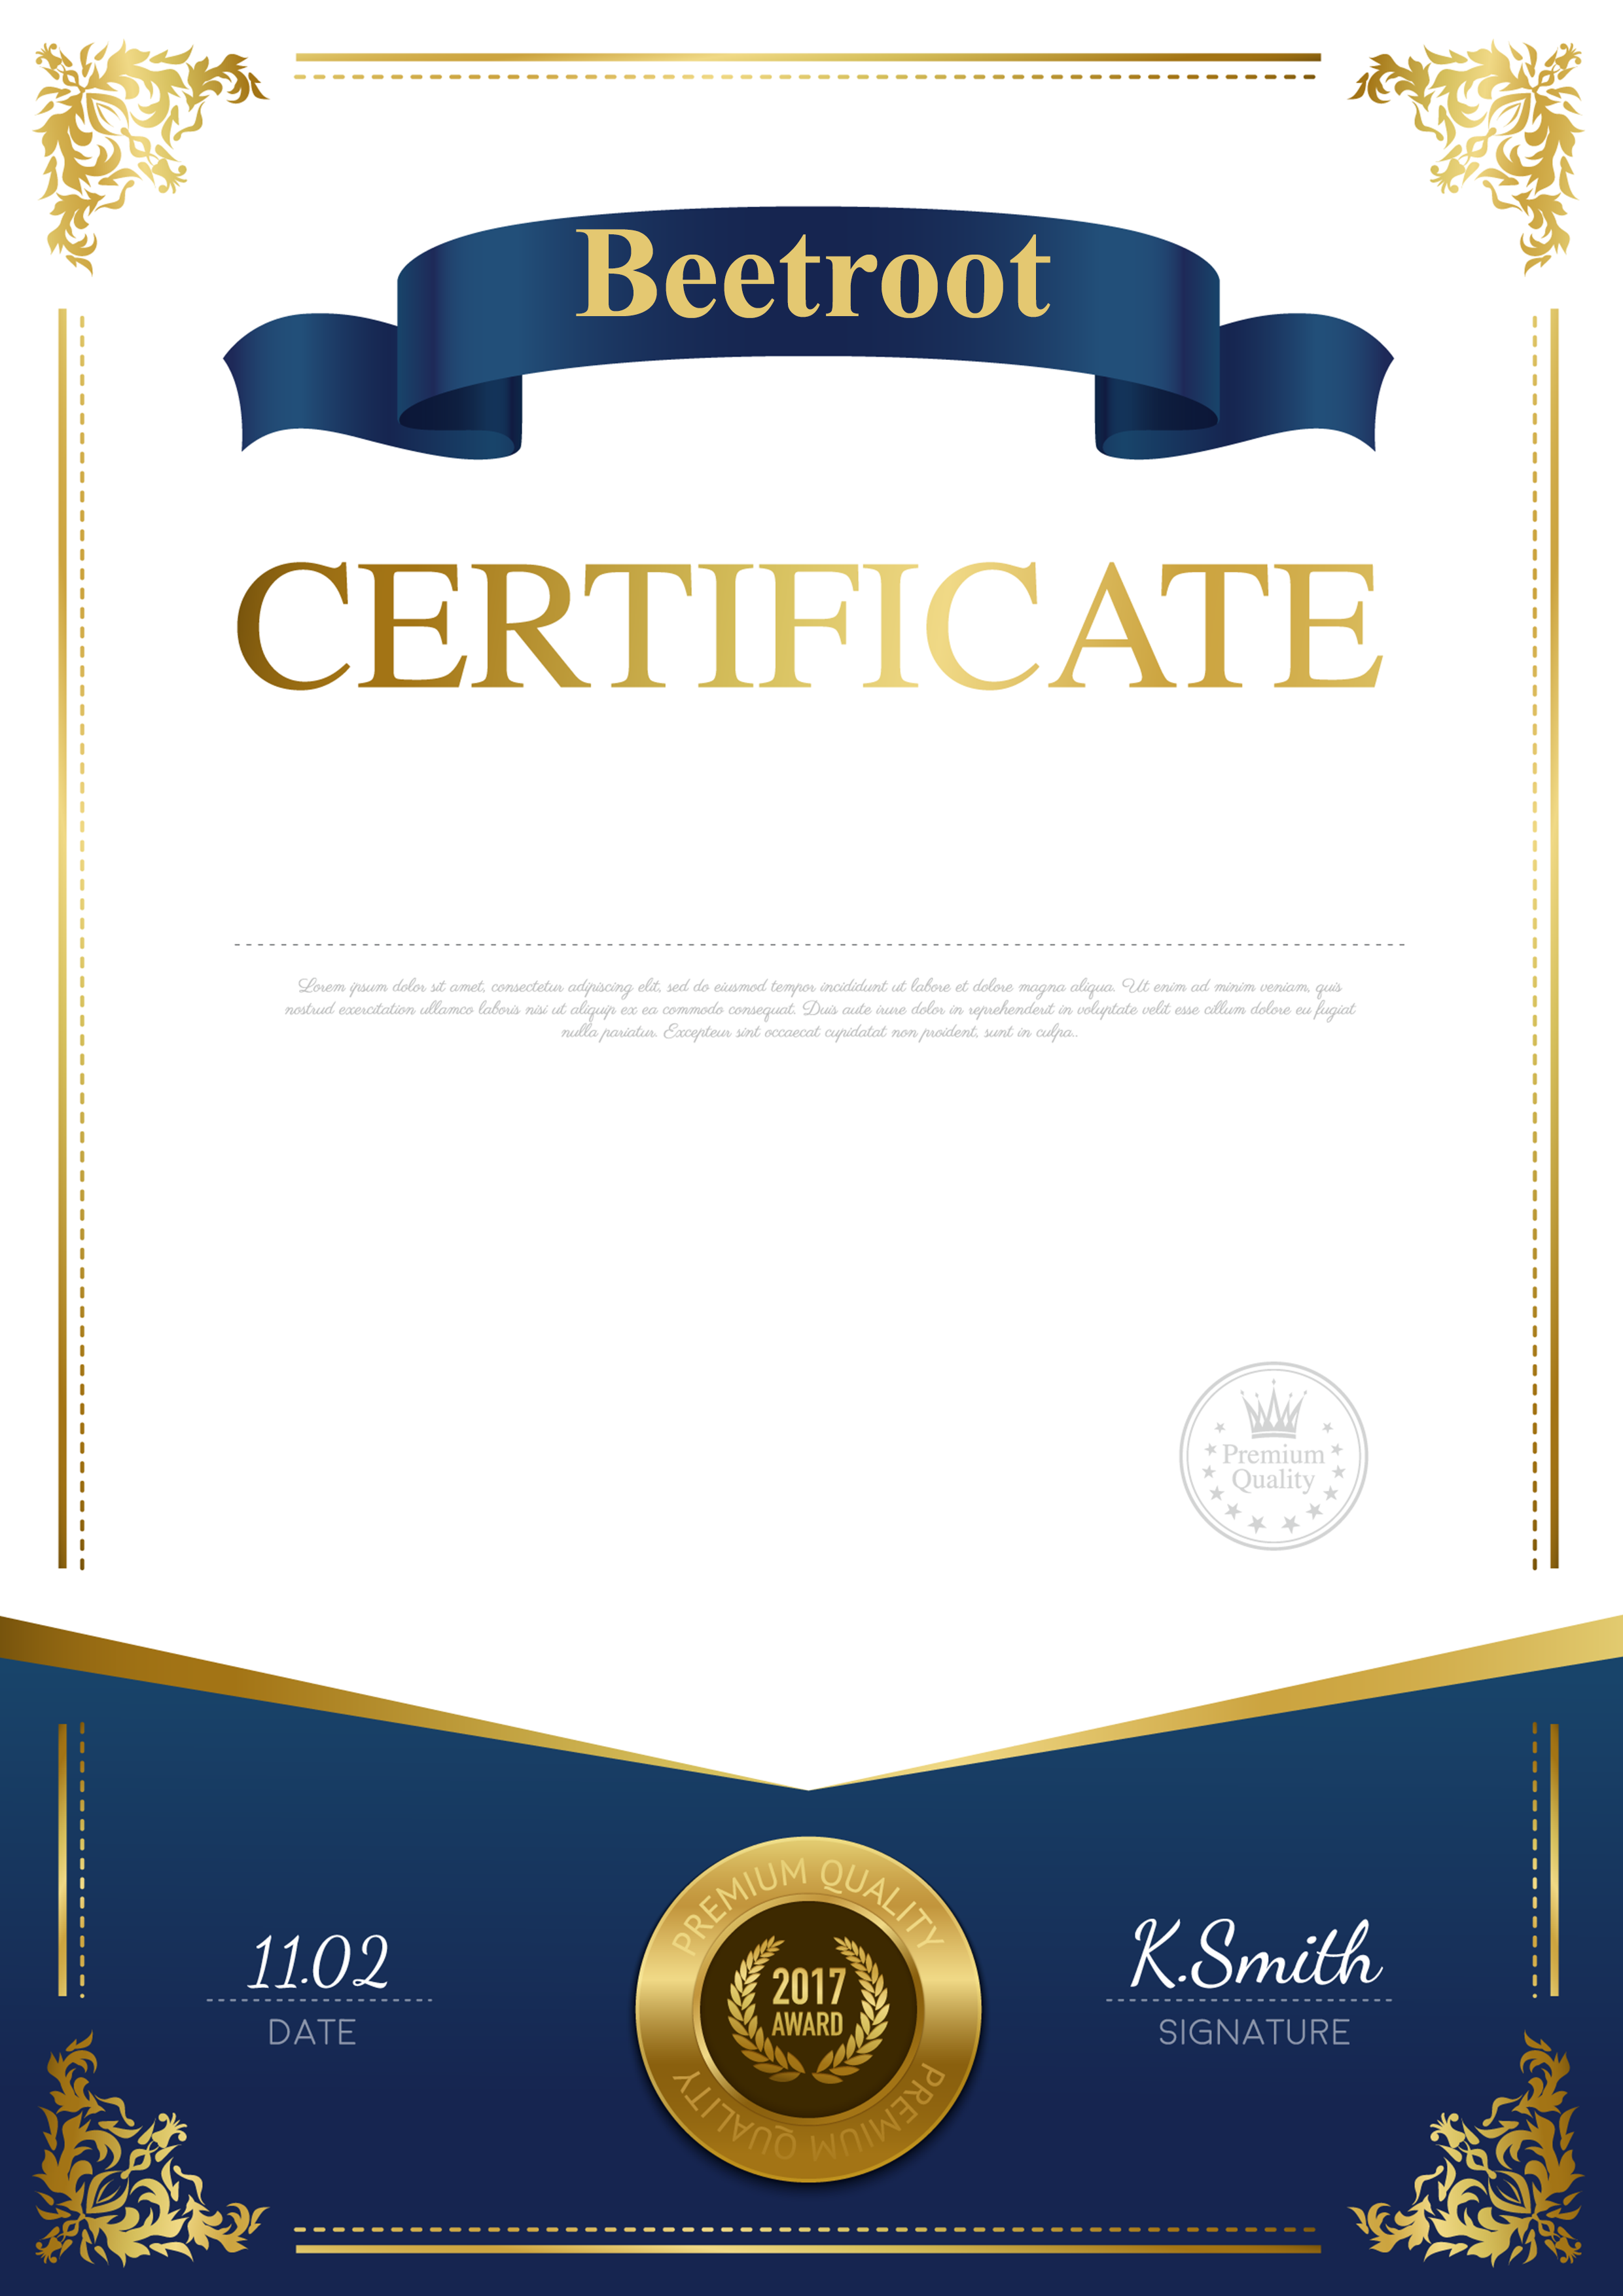 Beetroot
CERTIFICATE
Lorem ipsum dolor sit amet, consectetur adipiscing elit, sed do eiusmod tempor incididunt ut labore et dolore magna aliqua. Ut enim ad minim veniam, quis
nostrud exercitation ullamco laboris nisi ut aliquip ex ea commodo consequat. Duis aute irure dolor in reprehenderit in voluptate velit esse cillum dolore eu fugiat
nulla pariatur. Excepteur sint occaecat cupidatat non proident, sunt in culpa..
Premium
Quality
PREMIUM QUALITY
2017
AWARD
PREMIUM QUALITY
11.02
DATE
K.Smith
SIGNATURE